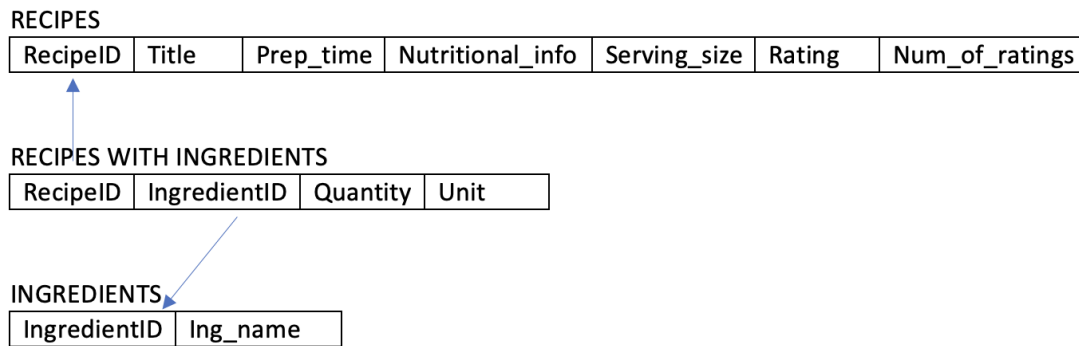 RECIPES
RecipeID Title Prep_time Nutritional_info Serving_size Rating Num_of_ratings
RECIPES WITH INGREDIENTS
RecipeID IngredientID Quantity Unit
INGREDIENTS
IngredientID Ing_name